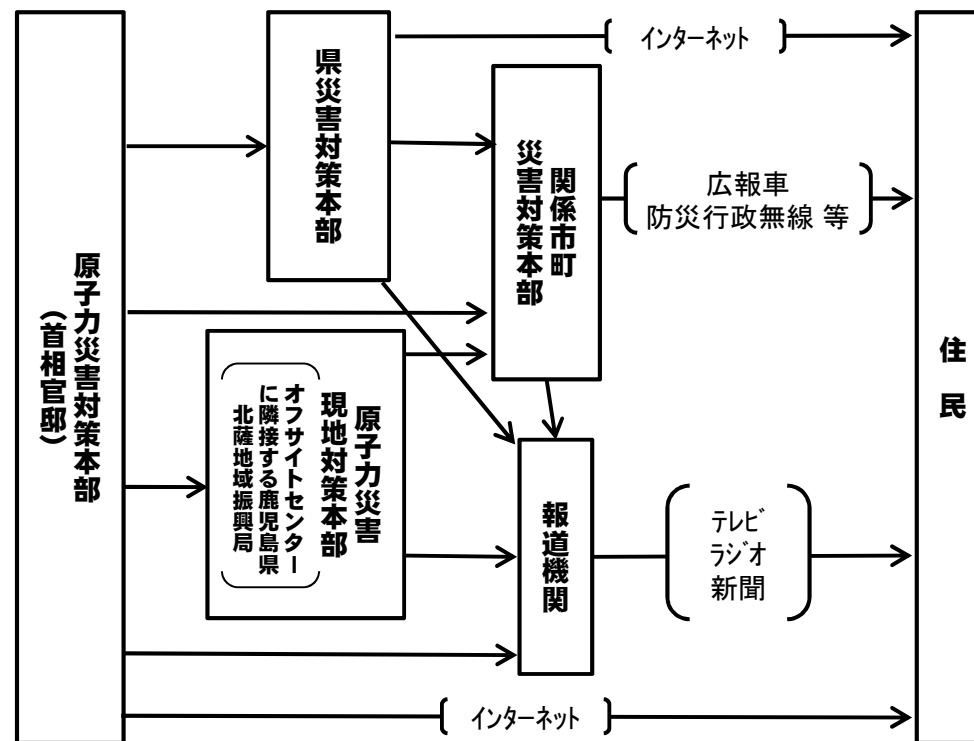 原子力災害対策本部
（首相官邸）
県災害対策本部
関係市町
災害対策本部
原子力災害
現地対策本部
オフサイトセンター
に隣接する鹿児島県
北薩地域振興局
報道機関
インターネット
広報車
防災行政無線 等
テレビ
ラジオ
新聞
インターネット
住民